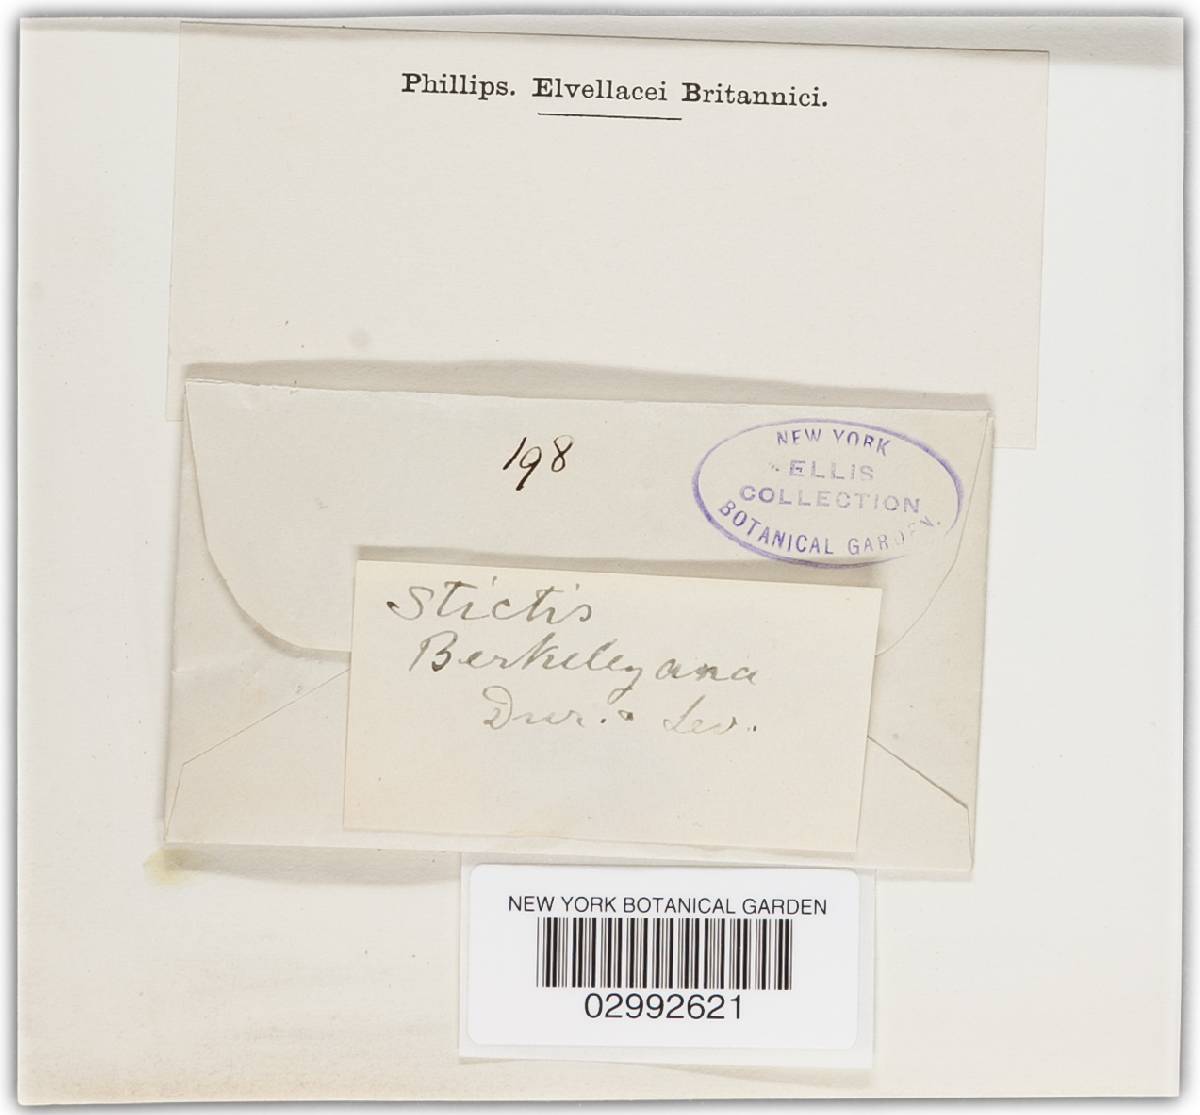 Phillips. Elvellacei Britannici.
198
NEW YORK
ELLIS
COLLECTION
BOTANICAL GARDEN.
Stictis
Berkeleyana
Dur. & Lev.
NEW YORK BOTANICAL GARDEN
02992621